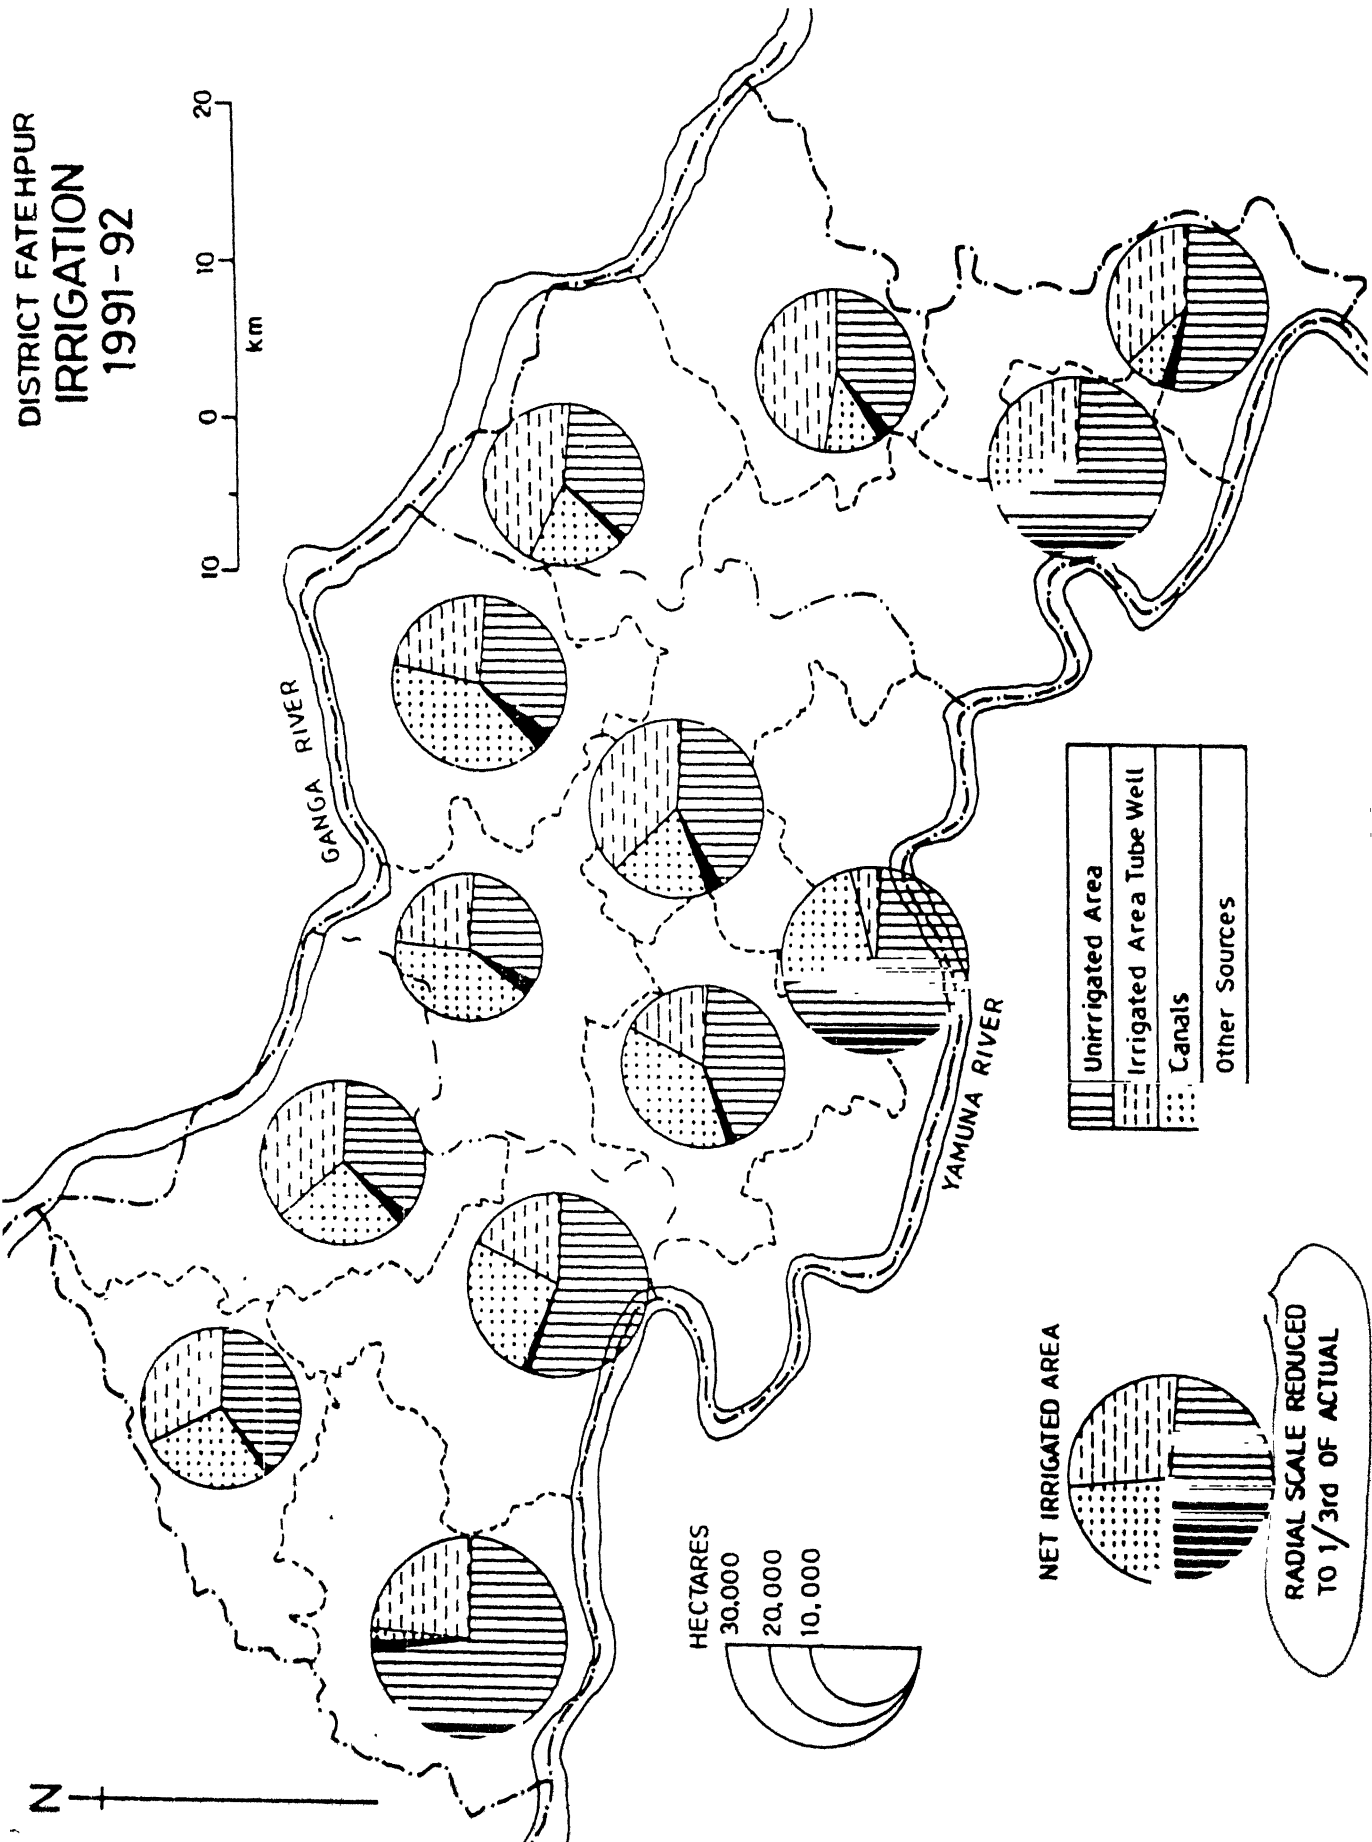 DISTRICT FATEHPUR
IRRIGATION
1991-92
10 0 10 20
km
N
GANGA RIVER
YAMUNA RIVER
HECTARES
30.000
20,000
10,000
NET IRRIGATED AREA
RADIAL SCALE REDUCED
TO 1/3rd OF ACTUAL
Unirrigated Area
Irrigated Area Tube Well
Canals
Other Sources